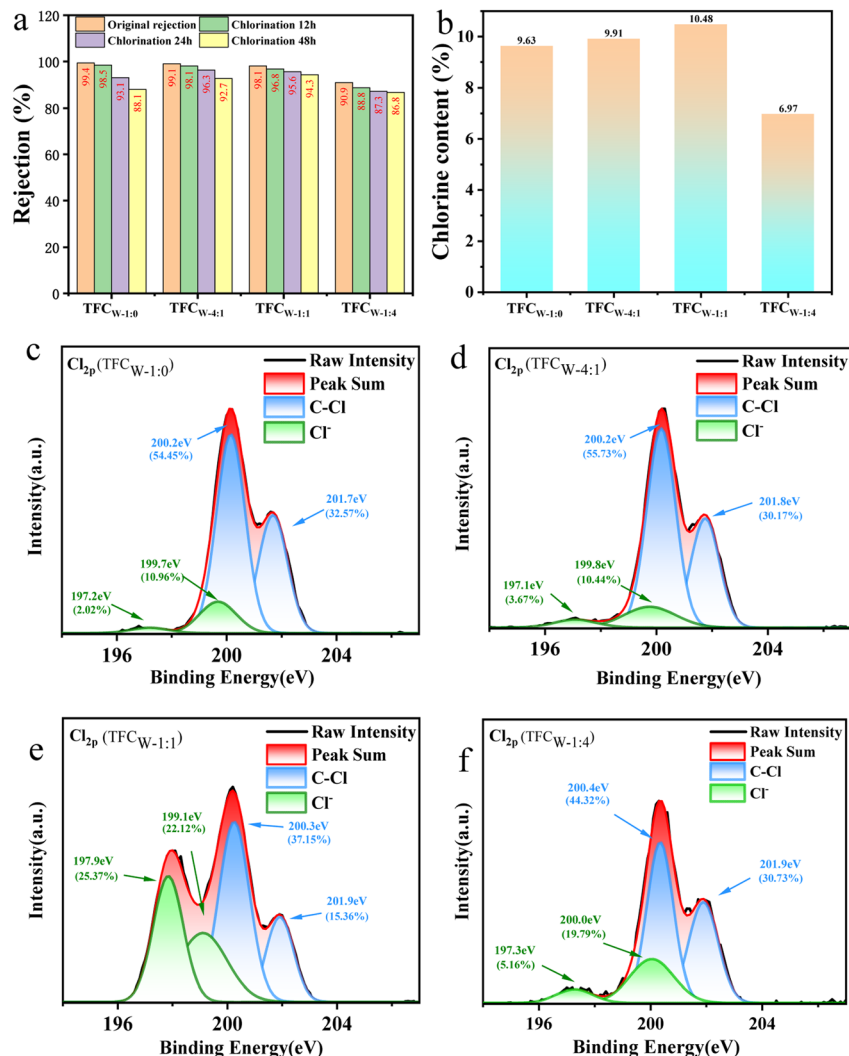 a
Rejection (%)
120
100
80
60
40
20
0
Original rejection
Chlorination 12h
Chlorination 24h
Chlorination 48h
99.4
98.5
93.1
88.1
99.1
98.1
96.3
92.7
98.1
96.8
95.6
94.3
90.9
88.8
87.3
86.8
TFCW-1:0
TFCW-4:1
TFCW-1:1
TFCW-1:4
b
Chlorine content (%)
10
8
6
4
2
0
9.63
9.91
10.48
6.97
TFCW-1:0
TFCW-4:1
TFCW-1:1
TFCW-1:4
c
Cl2p (TFCW-1:0)
Raw Intensity
Peak Sum
C-Cl
Cl-
200.2eV
(54.45%)
201.7eV
(32.57%)
199.7eV
(10.96%)
197.2eV
(2.02%)
Intensity(a.u.)
196
200
204
Binding Energy(eV)
d
Cl2p (TFCW-4:1)
Raw Intensity
Peak Sum
C-Cl
Cl-
200.2eV
(55.73%)
201.8eV
(30.17%)
199.8eV
(10.44%)
197.1eV
(3.67%)
Intensity(a.u.)
196
200
204
Binding Energy(eV)
e
Cl2p (TFCW-1:1)
Raw Intensity
Peak Sum
C-Cl
Cl-
199.1eV
(22.12%)
200.3eV
(37.15%)
197.9eV
(25.37%)
201.9eV
(15.36%)
Intensity(a.u.)
196
200
204
Binding Energy(eV)
f
Cl2p (TFCW-1:4)
Raw Intensity
Peak Sum
C-Cl
Cl-
200.4eV
(44.32%)
201.9eV
(30.73%)
200.0eV
(19.79%)
197.3eV
(5.16%)
Intensity(a.u.)
196
200
204
Binding Energy(eV)